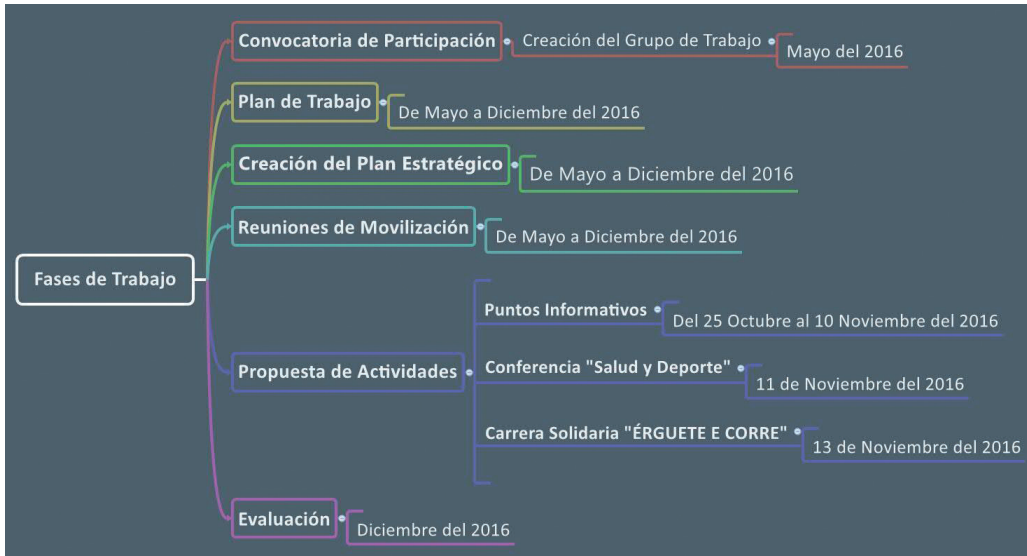 Fases de Trabajo
Convocatoria de Participación
Creación del Grupo de Trabajo
Mayo del 2016
Plan de Trabajo
De Mayo a Diciembre del 2016
Creación del Plan Estratégico
De Mayo a Diciembre del 2016
Reuniones de Movilización
De Mayo a Diciembre del 2016
Propuesta de Actividades
Puntos Informativos
Del 25 Octubre al 10 Noviembre del 2016
Conferencia "Salud y Deporte"
11 de Noviembre del 2016
Carrera Solidaria "ÉRGUETE E CORRE"
13 de Noviembre del 2016
Evaluación
Diciembre del 2016